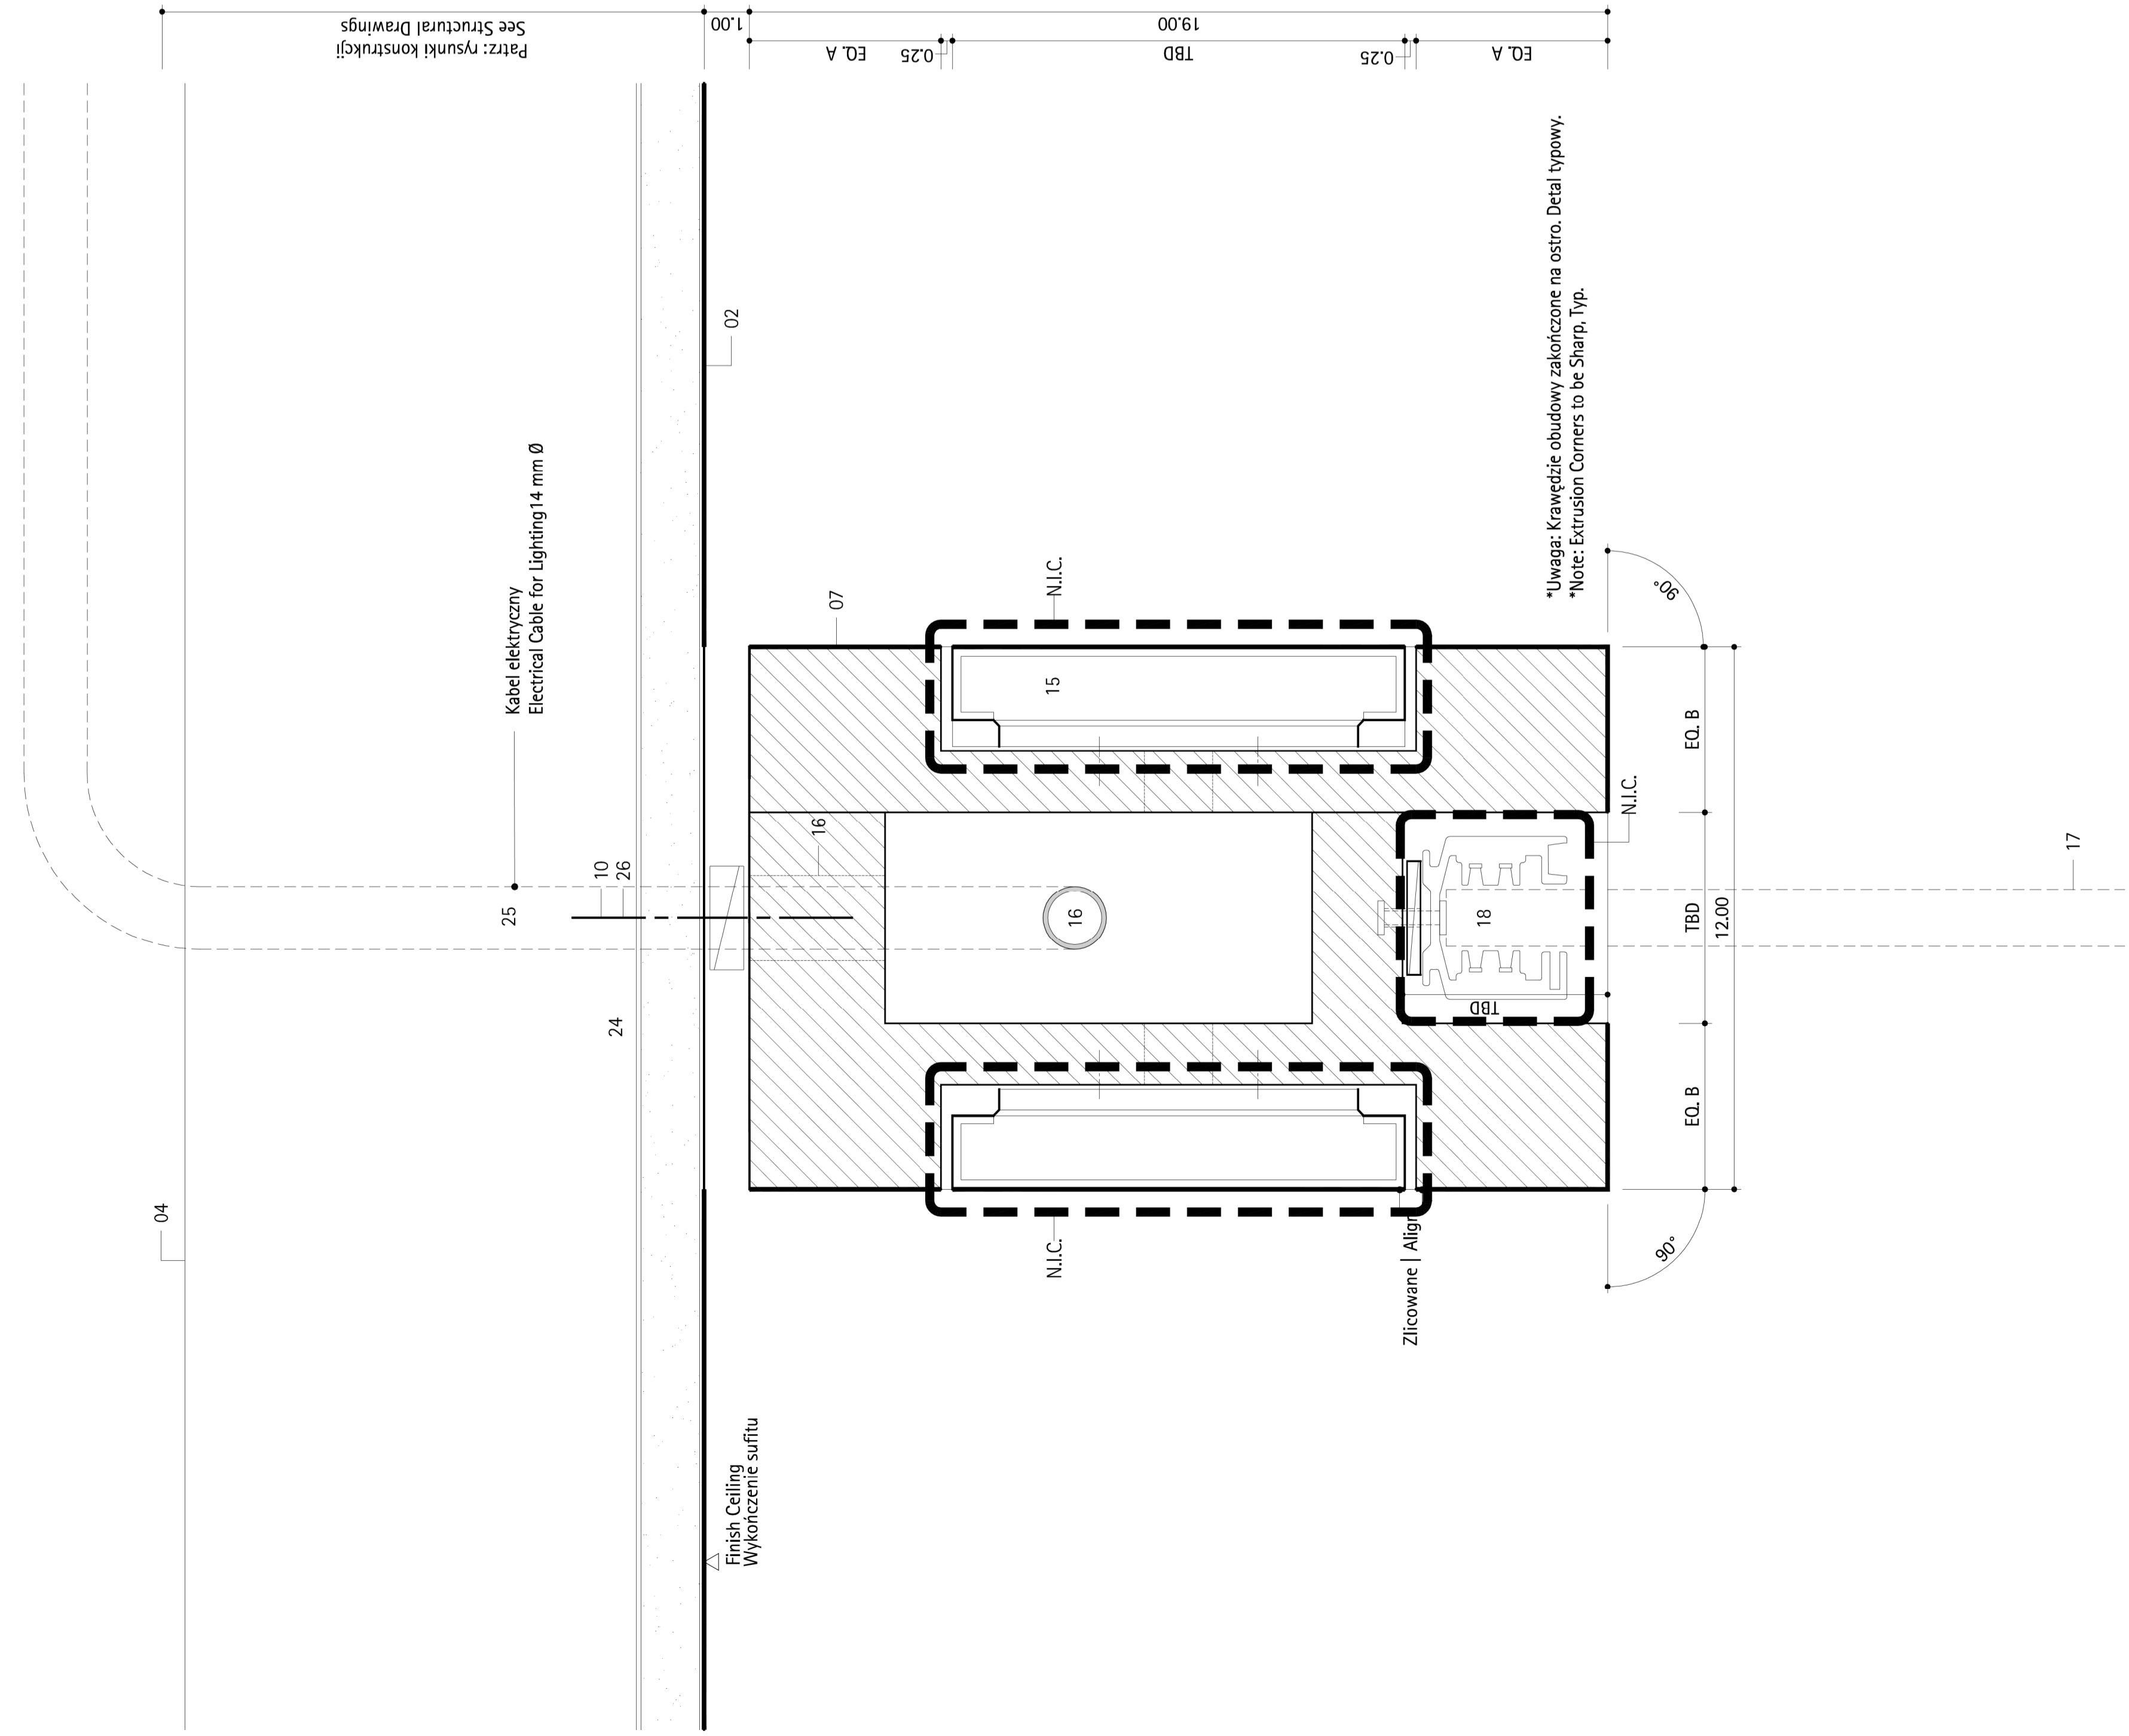 Patrz: rysunki konstrukcji
See Structural Drawings
1.00
19.00
EQ. A
0.25
TBD
0.25
EQ. A
02
Kabel elektryczny
Electrical Cable for Lighting14 mm Ø
*Uwaga: Krawędzie obudowy zakończone na ostro. Detal typowy.
*Note: Extrusion Corners to be Sharp, Typ.
N.I.C.
07
90°
15
EQ. B
N.I.C.
16
10
26
25
16
18
TBD
12.00
17
24
TBD
EQ. B
04
N.I.C.
Zlicowane | Align
90°
Finish Ceiling
Wykończenie sufitu